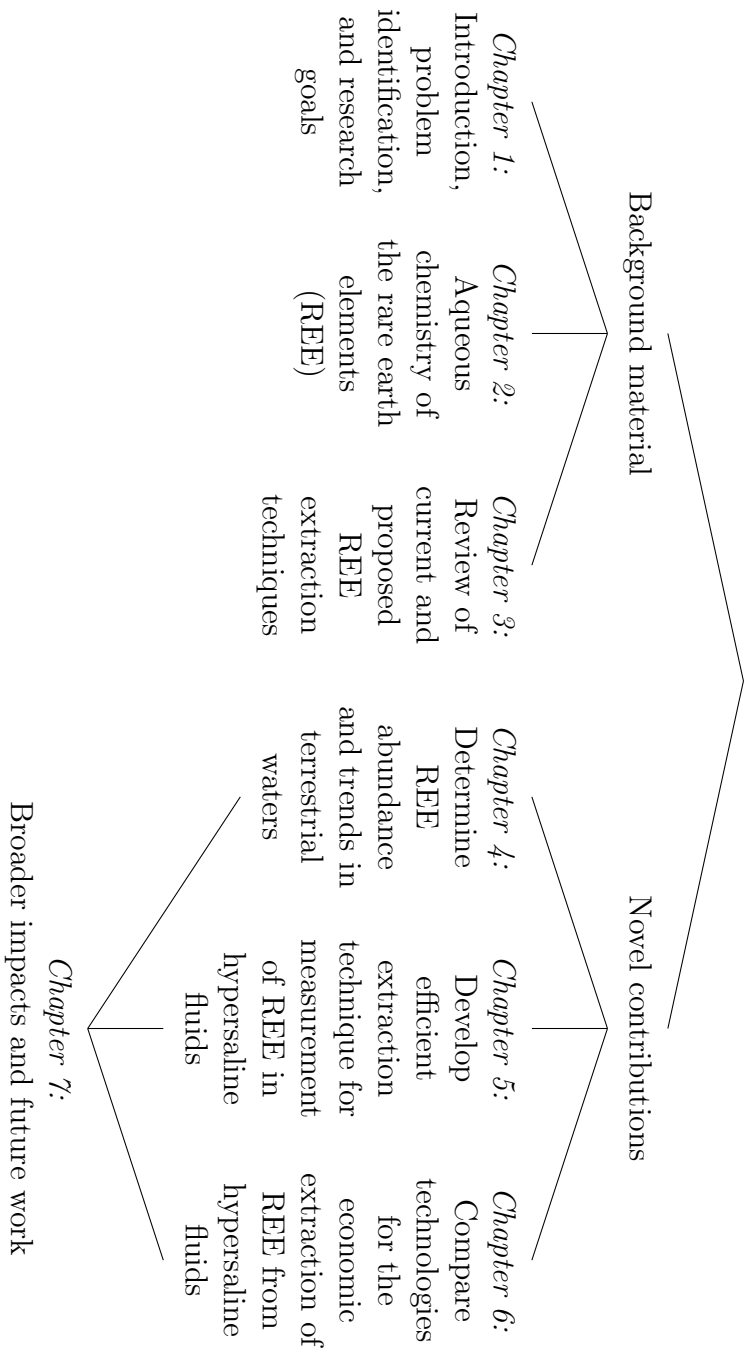 Background material
Novel contributions
Chapter 1:
Introduction,
problem
identification,
and research
goals
Chapter 2:
Aqueous
chemistry of
the rare earth
elements
(REE)
Chapter 3:
Review of
current and
proposed
REE
extraction
techniques
Chapter 4:
Determine
REE
abundance
and trends in
terrestrial
waters
Chapter 5:
Develop
efficient
extraction
technique for
measurement
of REE in
hypersaline
fluids
Chapter 6:
Compare
technologies
for the
economic
extraction of
REE from
hypersaline
fluids
Chapter 7:
Broader impacts and future work